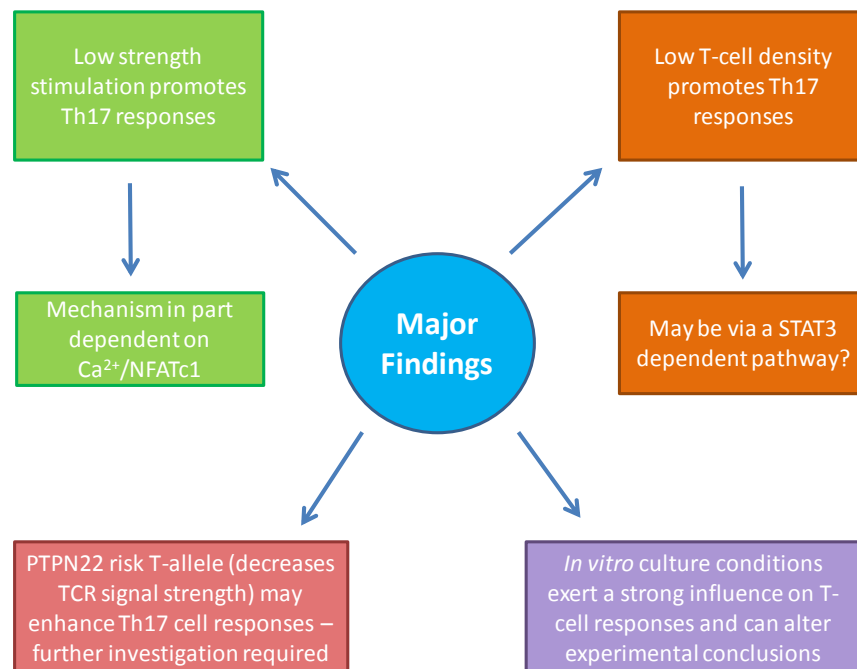 Low strength
stimulation promotes
Th17 responses
Low T-cell density
promotes Th17
responses
Mechanism in part
dependent on
Ca²⁺/NFATc1
Major
Findings
May be via a STAT3
dependent pathway?
PTPN22 risk T-allele (decreases
TCR signal strength) may
enhance Th17 cell responses –
further investigation required
In vitro culture conditions
exert a strong influence on T-
cell responses and can alter
experimental conclusions